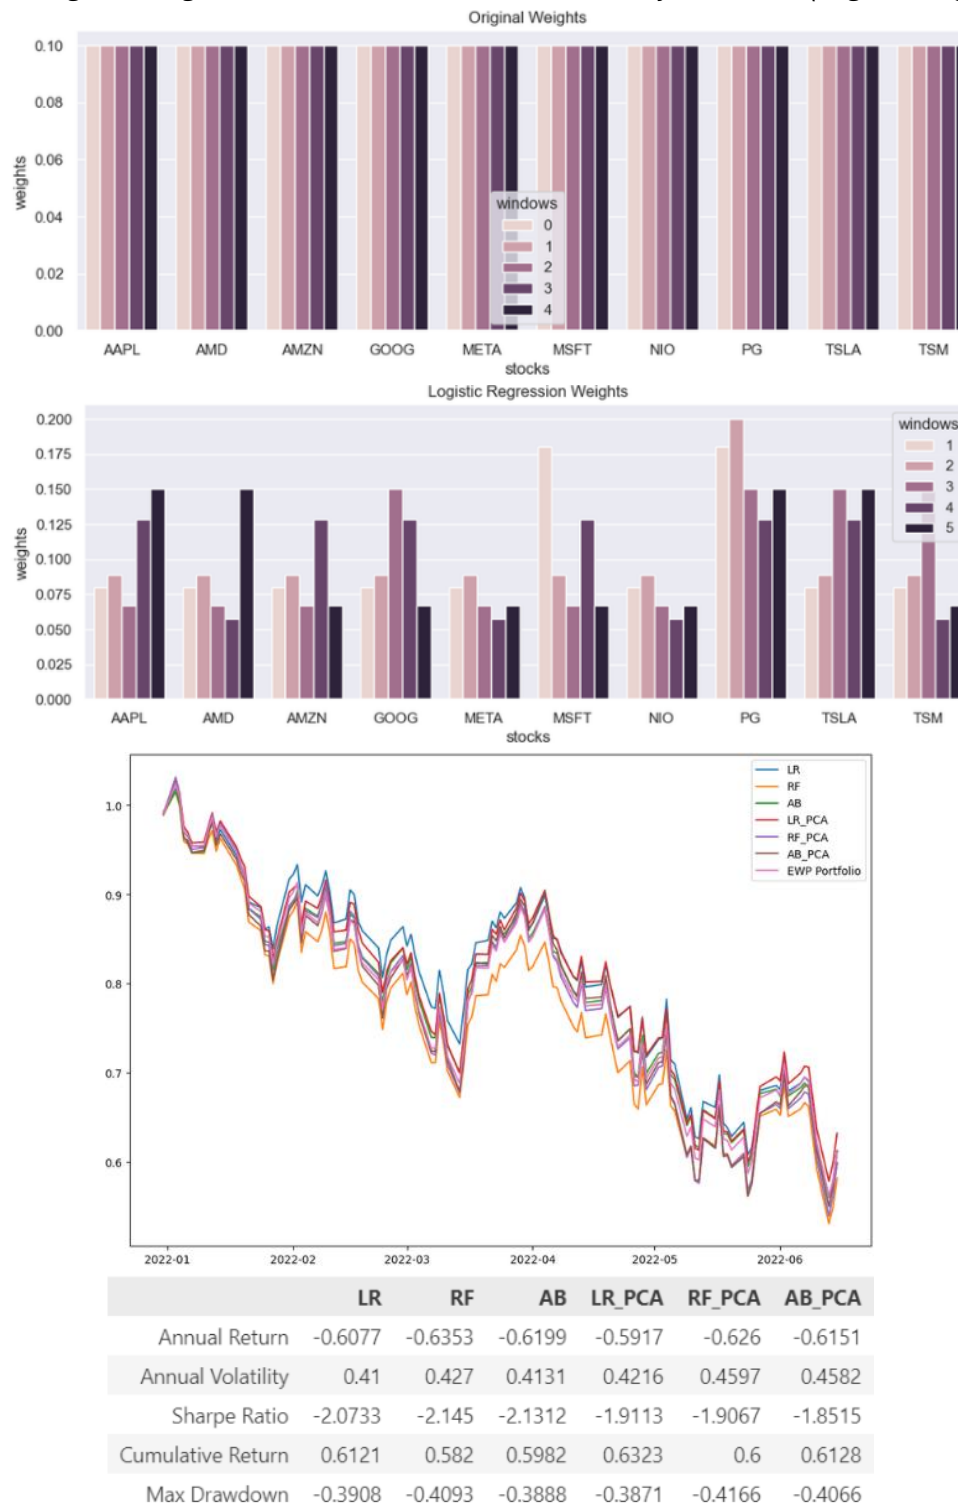 Original Weights
0.10
0.08
0.06
0.04
0.02
0.00
weights
windows
0
1
2
3
4
AAPL AMD AMZN GOOG META MSFT NIO PG TSLA TSM
stocks
Logistic Regression Weights
0.200
0.175
0.150
0.125
0.100
0.075
0.050
0.025
0.000
weights
windows
1
2
3
4
5
AAPL AMD AMZN GOOG META MSFT NIO PG TSLA TSM
stocks
1.0
0.9
0.8
0.7
0.6
LR
RF
AB
LR_PCA
RF_PCA
AB_PCA
EWP Portfolio
2022-01 2022-02 2022-03 2022-04 2022-05 2022-06
LR RF AB LR_PCA RF_PCA AB_PCA
Annual Return -0.6077 -0.6353 -0.6199 -0.5917 -0.626 -0.6151
Annual Volatility 0.41 0.427 0.4131 0.4216 0.4597 0.4582
Sharpe Ratio -2.0733 -2.145 -2.1312 -1.9113 -1.9067 -1.8515
Cumulative Return 0.6121 0.582 0.5982 0.6323 0.6 0.6128
Max Drawdown -0.3908 -0.4093 -0.3888 -0.3871 -0.4166 -0.4066